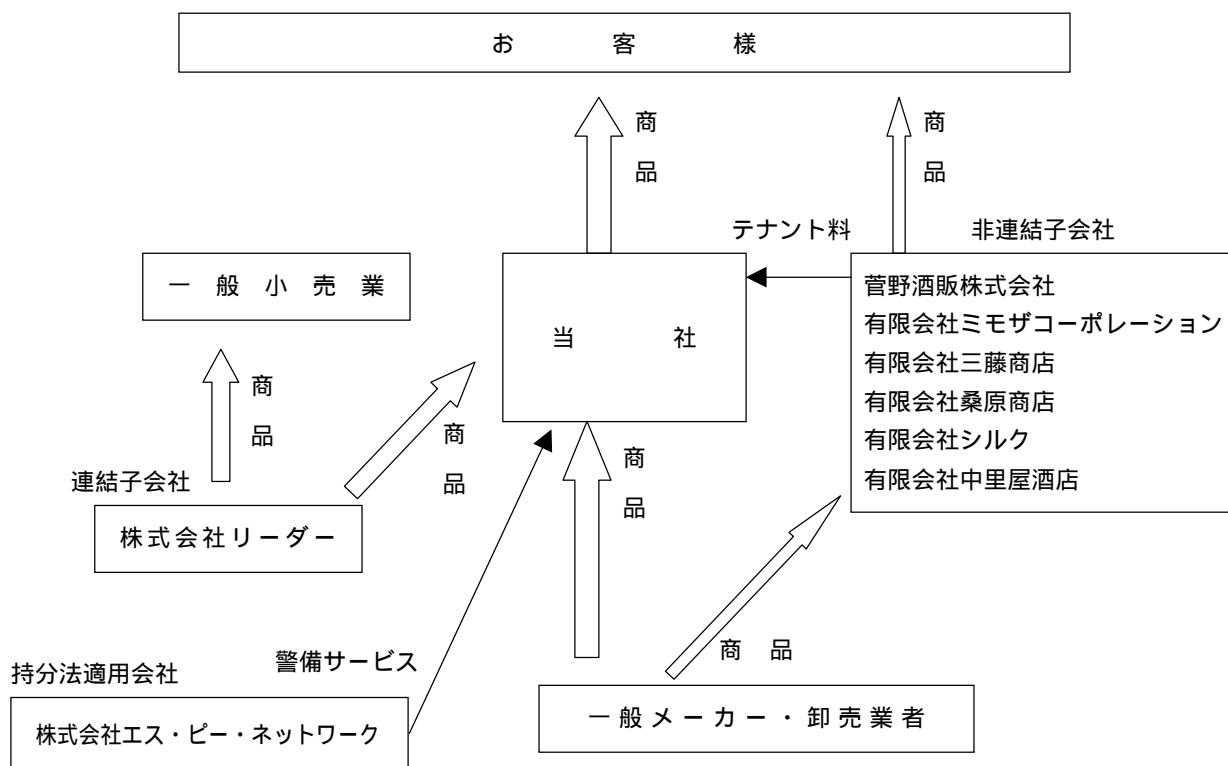 お客様
商品
商品
テナント料
非連結子会社
一般小売業
当社
菅野酒販株式会社
有限会社ミモザコーポレーション
有限会社三藤商店
有限会社桑原商店
有限会社シルク
有限会社中里屋酒店
商品
商品
商品
連結子会社
株式会社リーダー
商品
警備サービス
持分法適用会社
株式会社エス・ピー・ネットワーク
一般メーカー・卸売業者